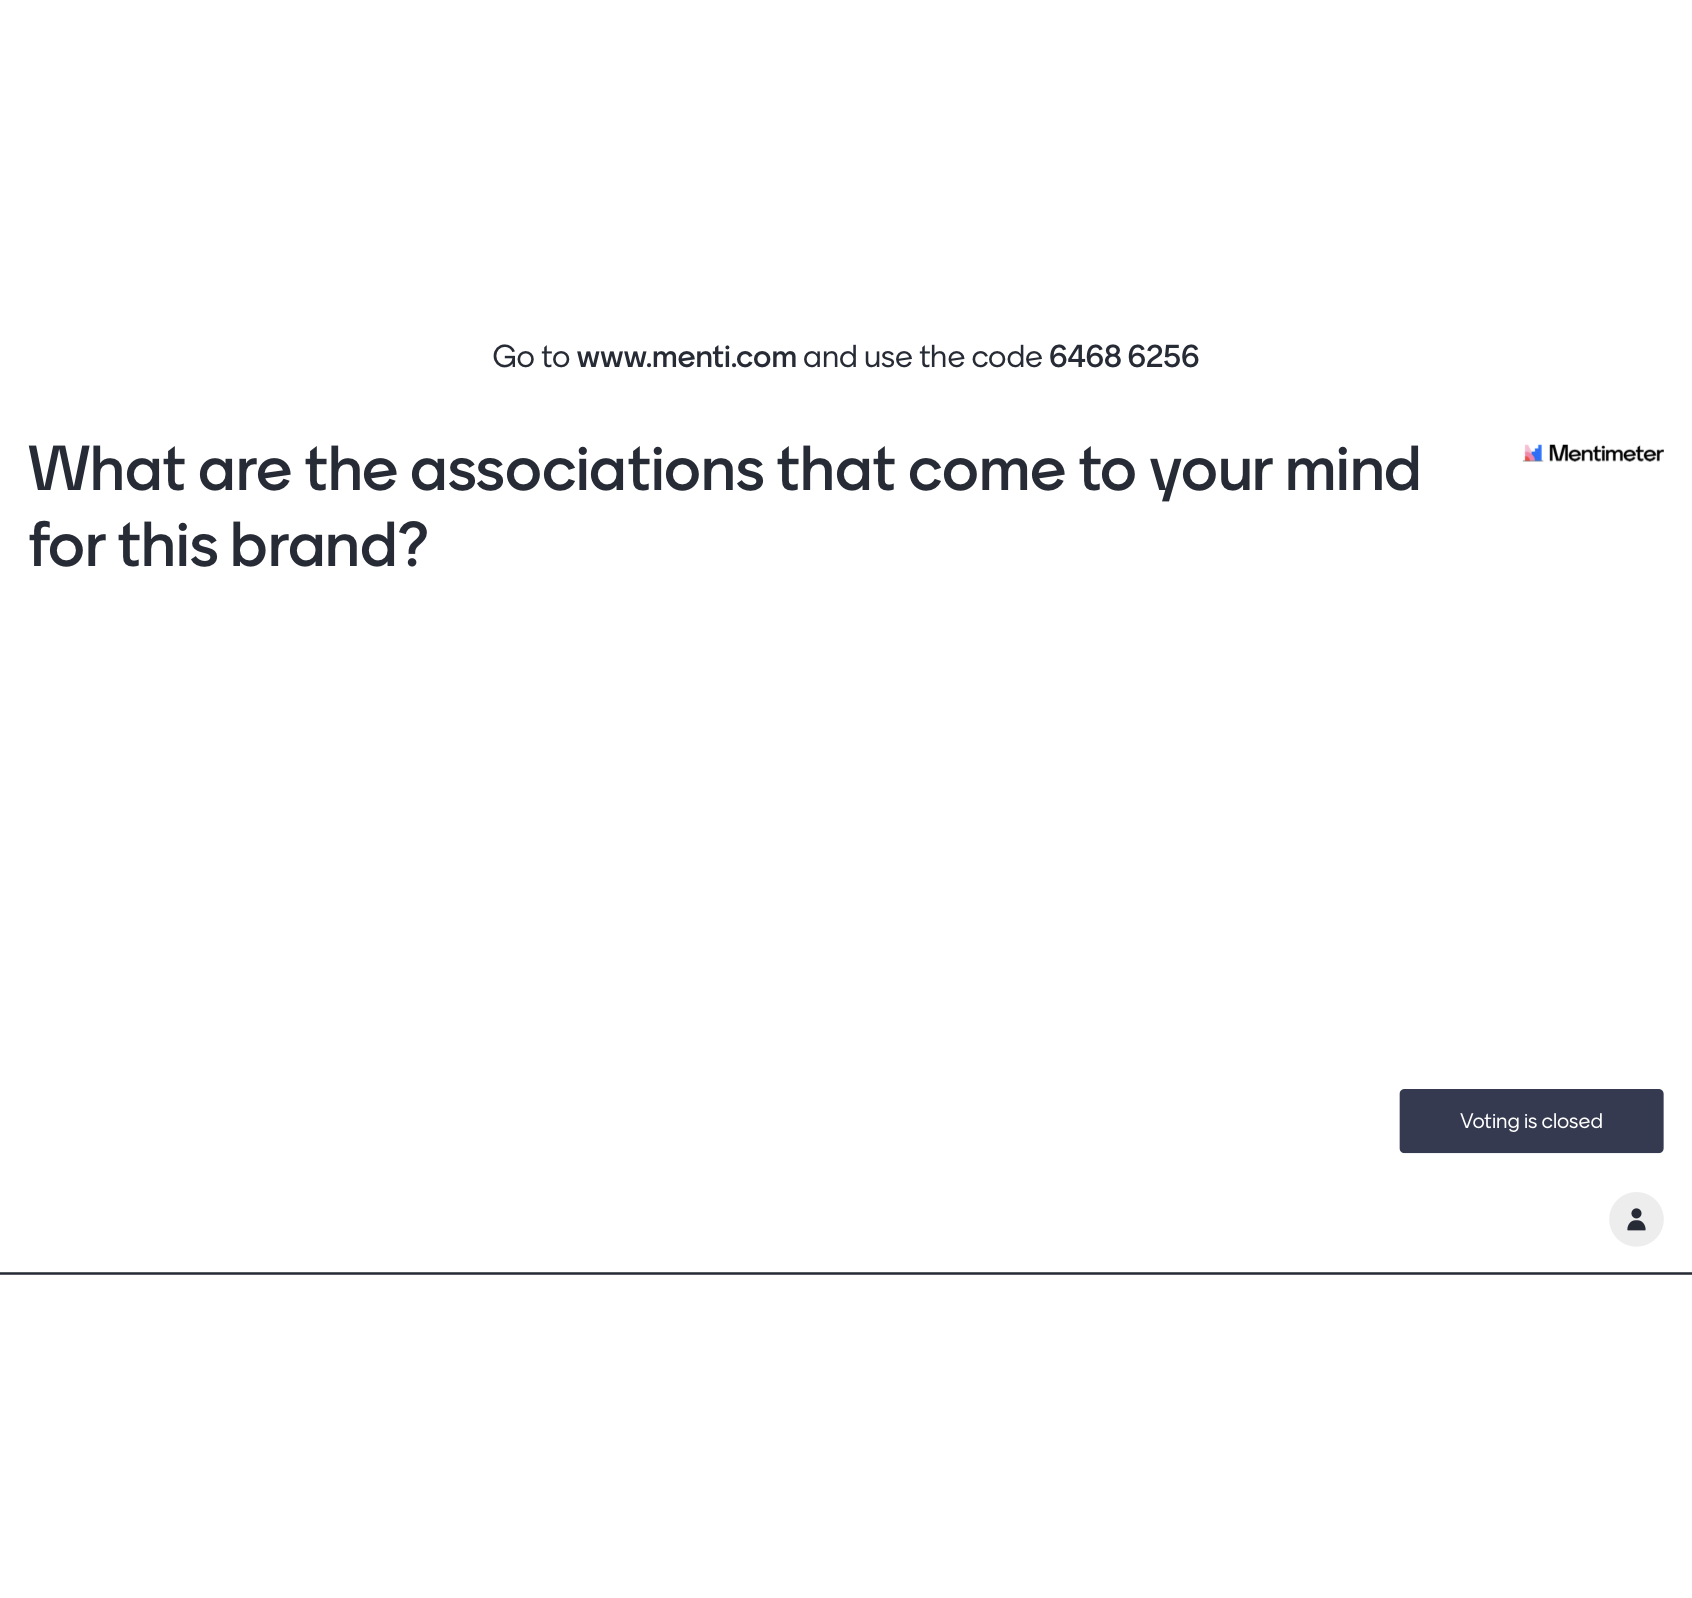 Go to www.menti.com and use the code 6468 6256
What are the associations that come to your mind
for this brand?
Mentimeter
Voting is closed